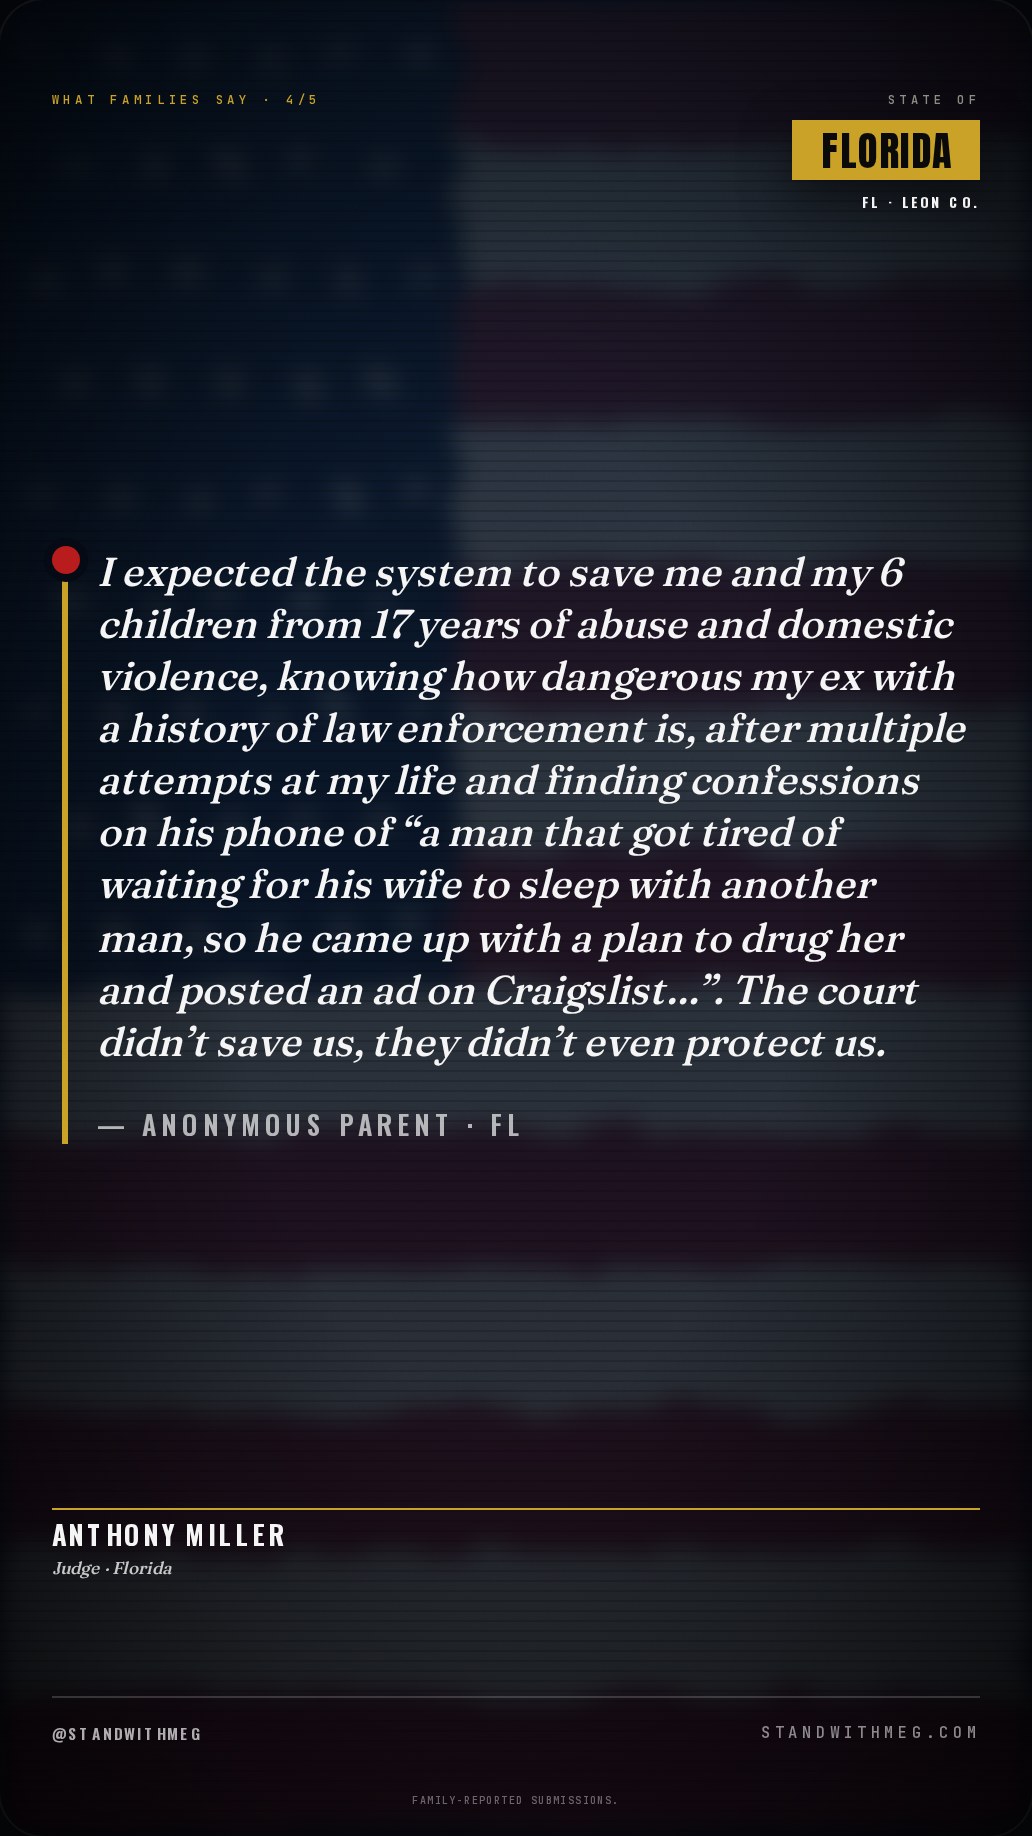 WHAT FAMILIES SAY · 4/5
STATE OF
FLORIDA
FL · LEON CO.
I expected the system to save me and my 6
children from 17 years of abuse and domestic
violence, knowing how dangerous my ex with
a history of law enforcement is, after multiple
attempts at my life and finding confessions
on his phone of “a man that got tired of
waiting for his wife to sleep with another
man, so he came up with a plan to drug her
and posted an ad on Craigslist...”. The court
didn’t save us, they didn’t even protect us.
— ANONYMOUS PARENT · FL
ANTHONY MILLER
Judge · Florida
@STANDWITHMEG
STANDWITHMEG.COM
FAMILY-REPORTED SUBMISSIONS.